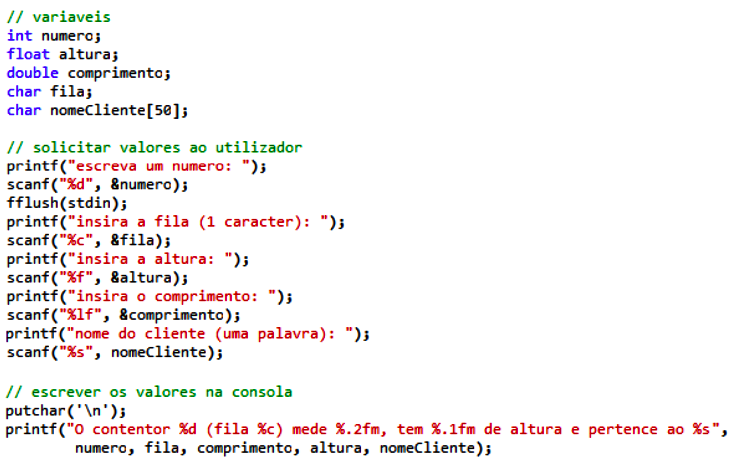 // variaveis
int numero;
float altura;
double comprimento;
char fila;
char nomeCliente[50];

// solicitar valores ao utilizador
printf("escreva um numero: ");
scanf("%d", &numero);
fflush(stdin);
printf("insira a fila (1 caracter): ");
scanf("%c", &fila);
printf("insira a altura: ");
scanf("%f", &altura);
printf("insira o comprimento: ");
scanf("%lf", &comprimento);
printf("nome do cliente (uma palavra): ");
scanf("%s", nomeCliente);

// escrever os valores na consola
putchar('\n');
printf("O contentor %d (fila %c) mede %.2fm, tem %.1fm de altura e pertence ao %s",
numero, fila, comprimento, altura, nomeCliente);